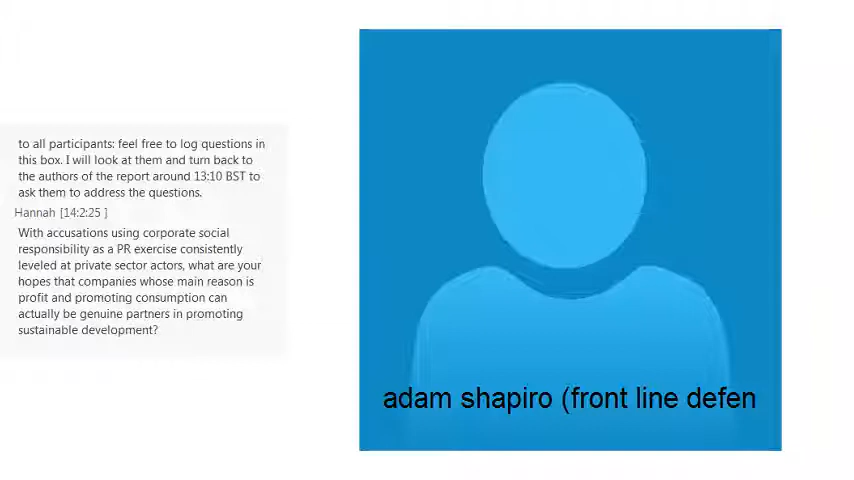 to all participants: feel free to log questions in
this box. I will look at them and turn back to
the authors of the report around 13:10 BST to
ask them to address the questions.
Hannah [14:2:25 ]
With accusations using corporate social
responsibility as a PR exercise consistently
leveled at private sector actors, what are your
hopes that companies whose main reason is
profit and promoting consumption can
actually be genuine partners in promoting
sustainable development?
adam shapiro (front line defen